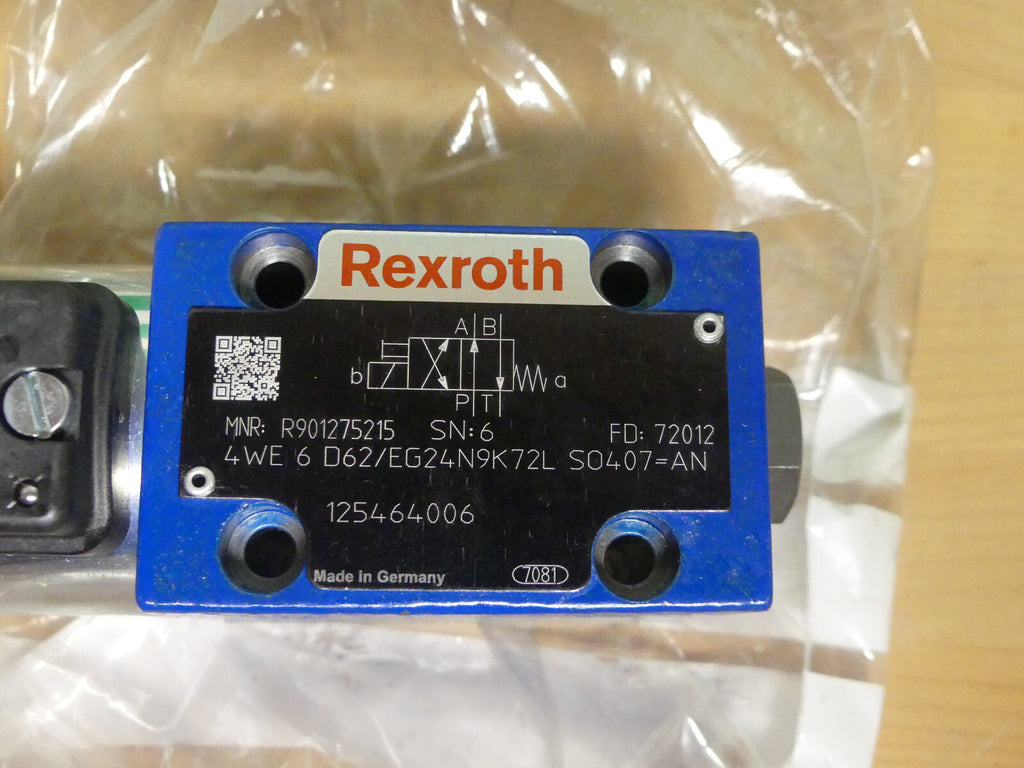 Rexroth
A B
b a
P T
MNR: R901275215 SN:6 FD: 72012
4WE 6 D62/EG24N9K72L SO407=AN
125464006
Made in Germany 7081